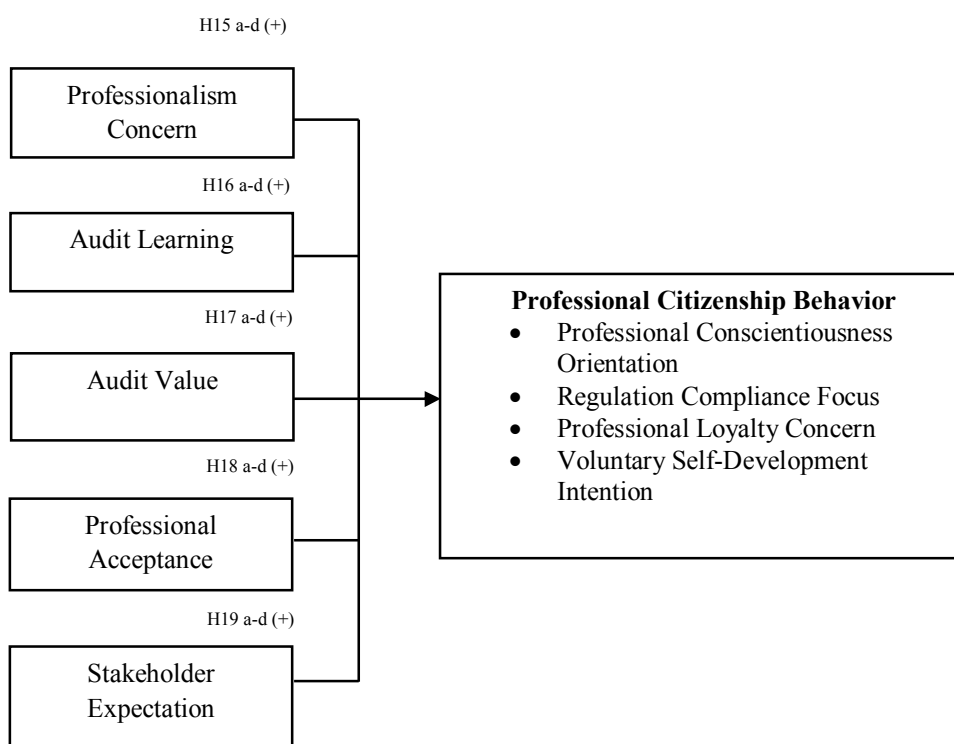 H15 a-d (+)
Professionalism
Concern
H16 a-d (+)
Audit Learning
H17 a-d (+)
Audit Value
H18 a-d (+)
Professional
Acceptance
H19 a-d (+)
Stakeholder
Expectation
Professional Citizenship Behavior
• Professional Conscientiousness
Orientation
• Regulation Compliance Focus
• Professional Loyalty Concern
• Voluntary Self-Development
Intention